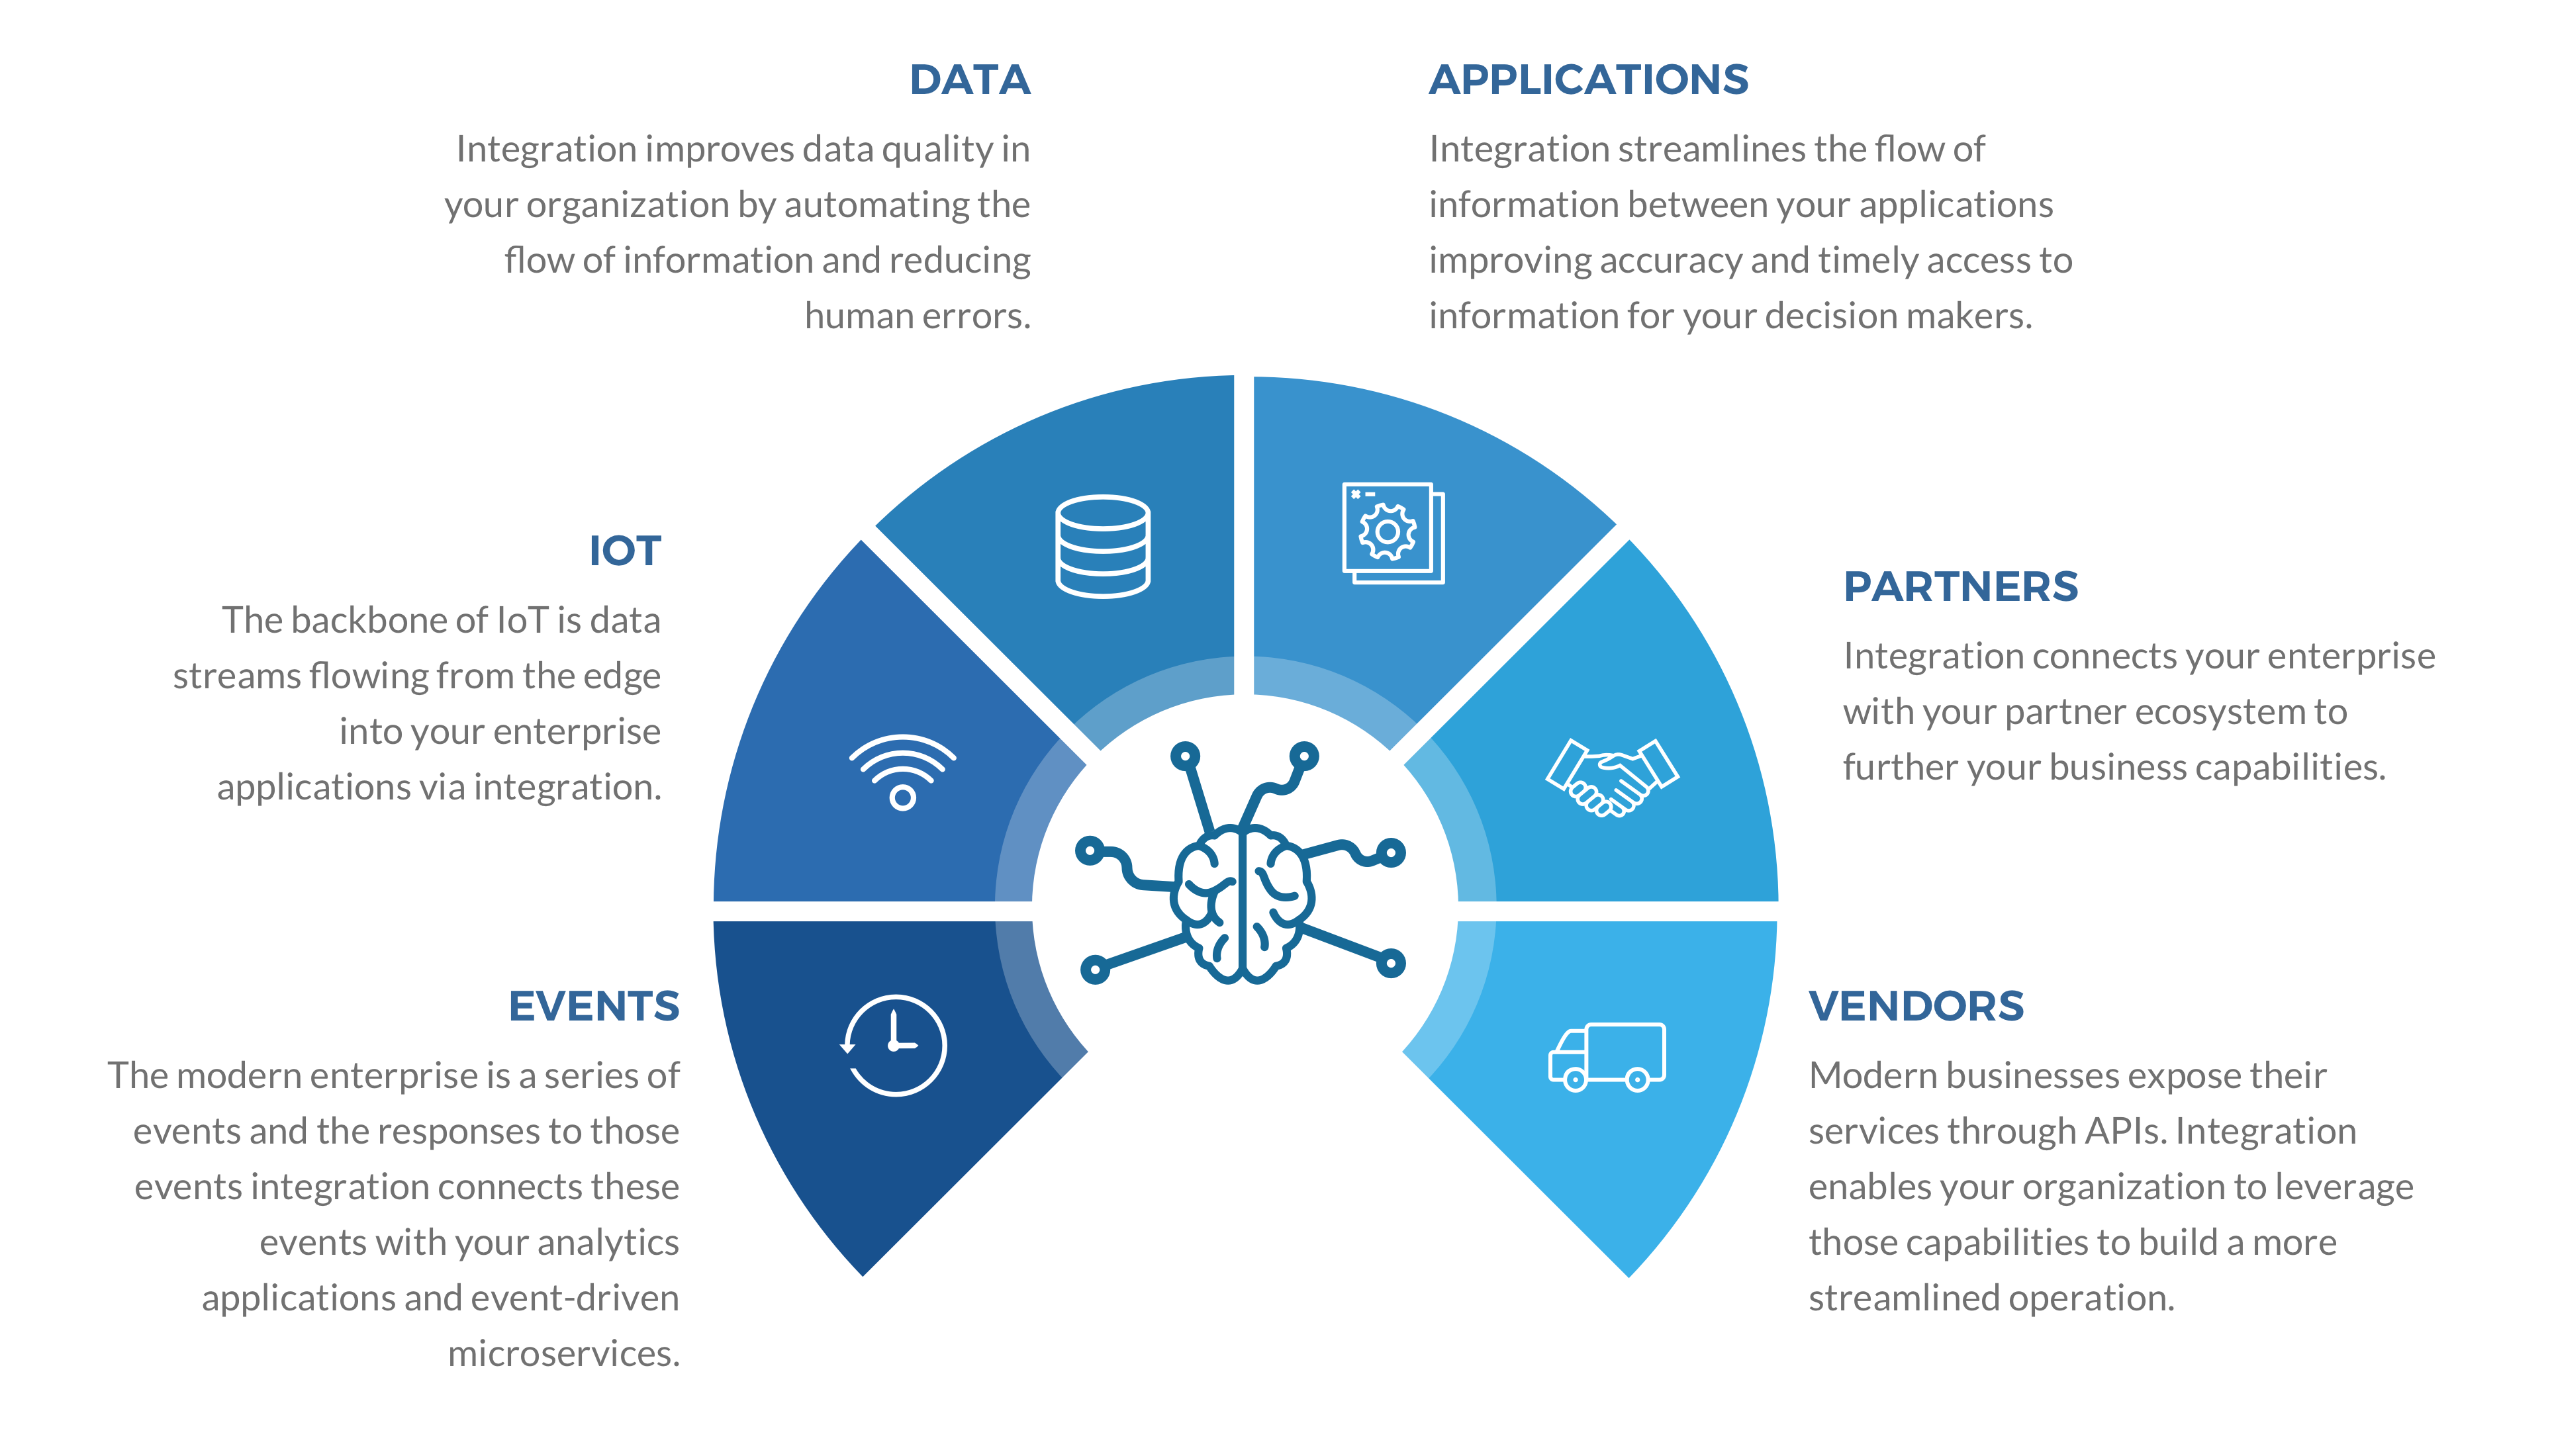 DATA
Integration improves data quality in
your organization by automating the
flow of information and reducing
human errors.
APPLICATIONS
Integration streamlines the flow of
information between your applications
improving accuracy and timely access to
information for your decision makers.
IOT
The backbone of IoT is data
streams flowing from the edge
into your enterprise
applications via integration.
PARTNERS
Integration connects your enterprise
with your partner ecosystem to
further your business capabilities.
EVENTS
The modern enterprise is a series of
events and the responses to those
events integration connects these
events with your analytics
applications and event-driven
microservices.
VENDORS
Modern businesses expose their
services through APIs. Integration
enables your organization to leverage
those capabilities to build a more
streamlined operation.